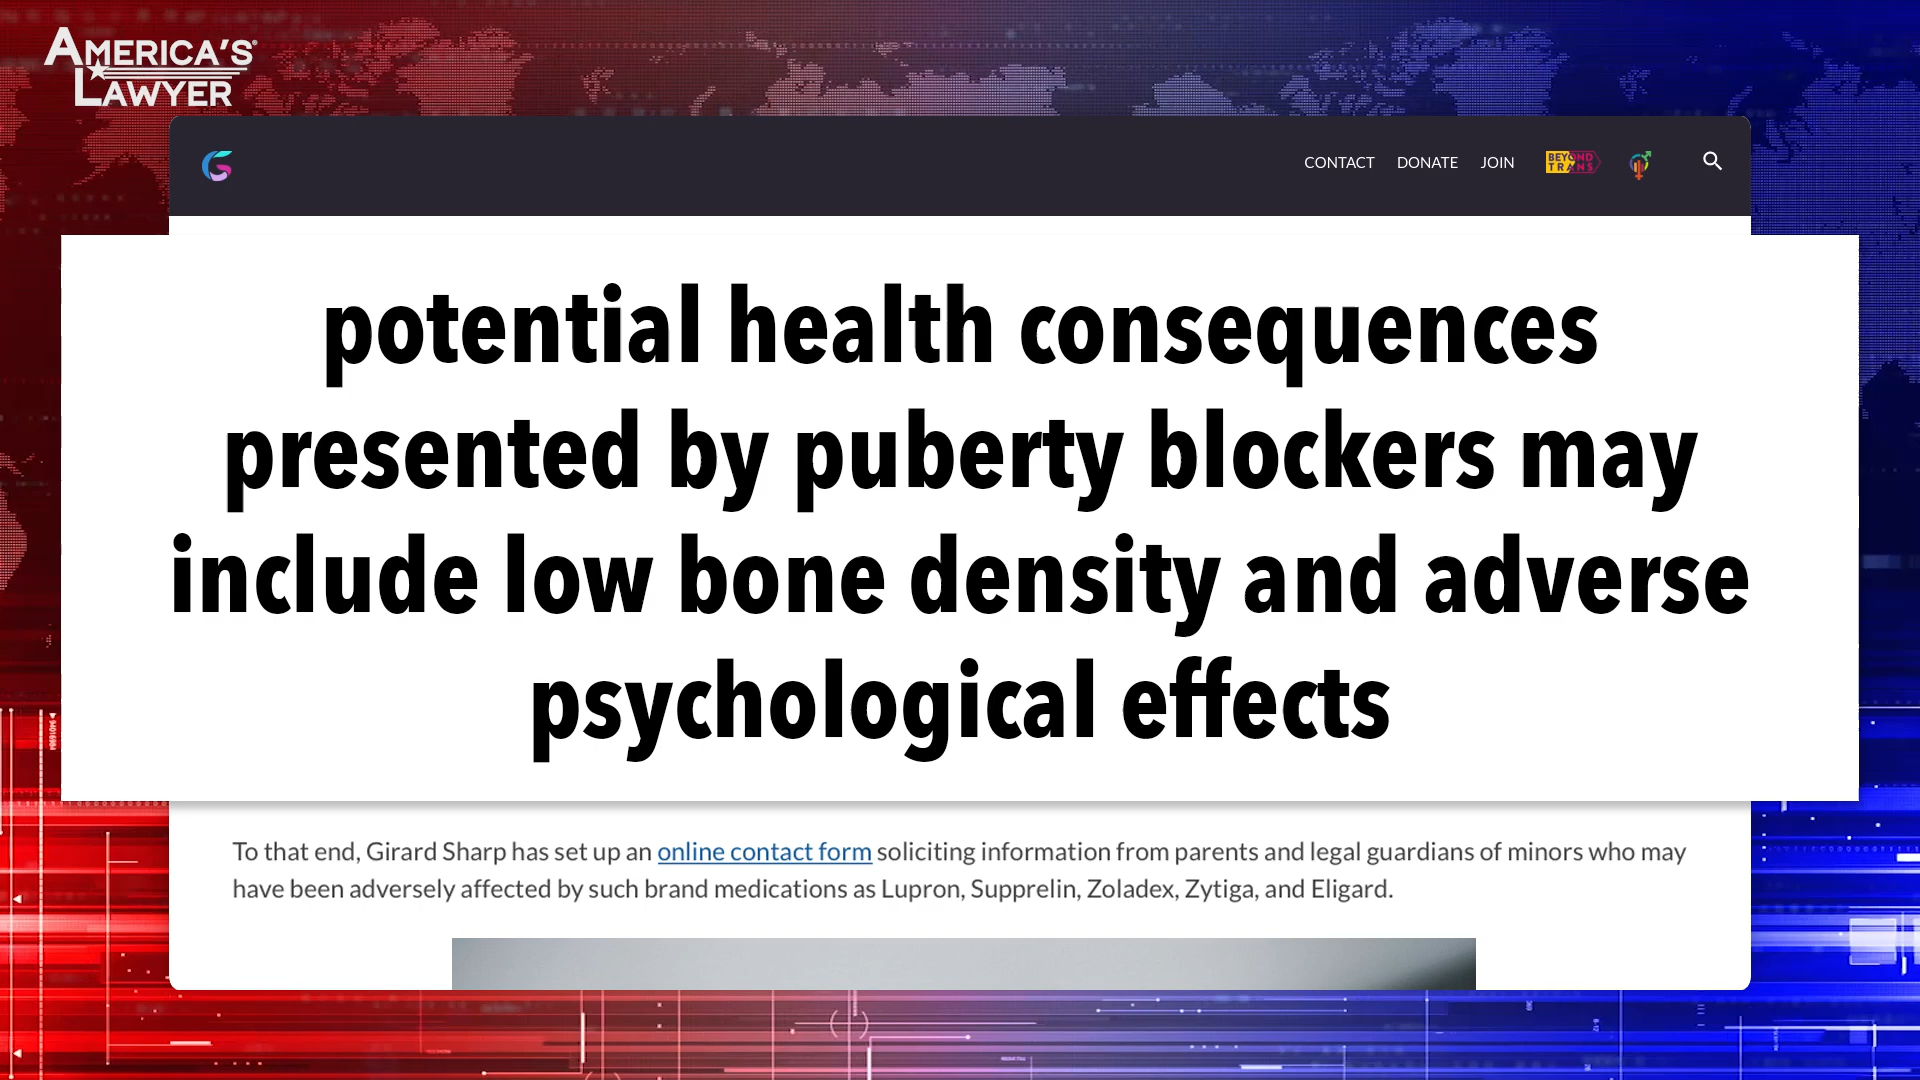 AMERICA'S
LAWYER
CONTACT DONATE JOIN BEYOND
TRANS
potential health consequences
presented by puberty blockers may
include low bone density and adverse
psychological effects
To that end, Girard Sharp has set up an online contact form soliciting information from parents and legal guardians of minors who may
have been adversely affected by such brand medications as Lupron, Supprelin, Zoladex, Zytiga, and Eligard.